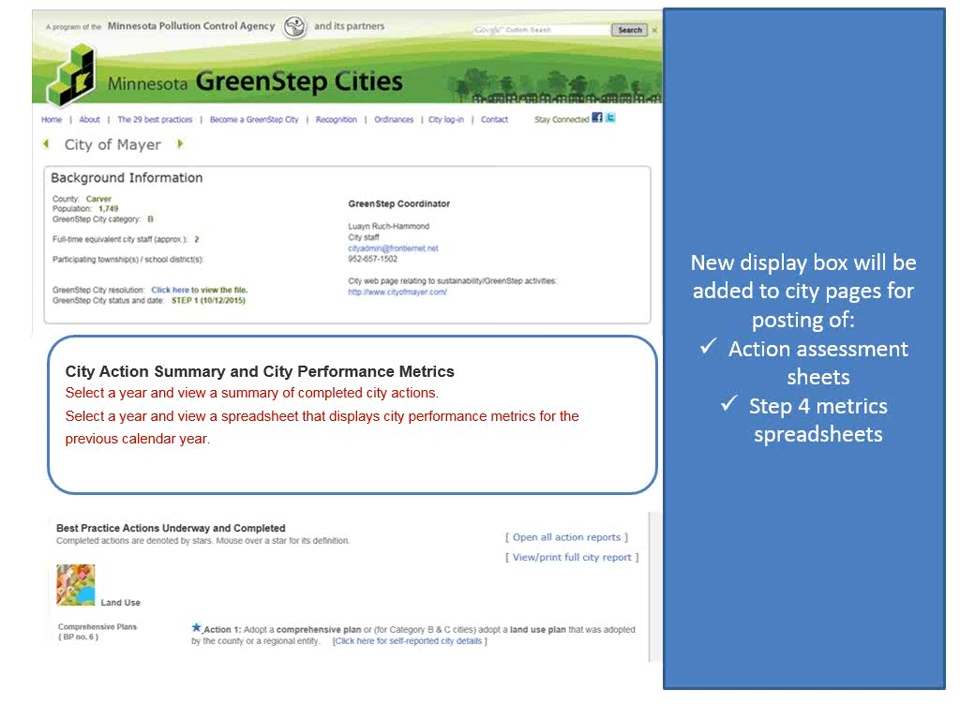 A program of the Minnesota Pollution Control Agency and its partners
Google™ Custom Search Search ×
Minnesota GreenStep Cities
Home | About | The 29 best practices | Become a GreenStep City | Recognition | Ordinances | City log-in | Contact Stay Connected
City of Mayer
Background Information
County: Carver
Population: 1,749
GreenStep City category: B
Full-time equivalent city staff (approx.): 2
Participating township(s) / school district(s):
GreenStep City resolution: Click here to view the file.
GreenStep City status and date: STEP 1 (10/12/2015)
GreenStep Coordinator
Luayn Ruch-Hammond
City staff
cityadmin@frontiernet.net
952-657-1502
City web page relating to sustainability/GreenStep activities:
http://www.cityofmayer.com/
City Action Summary and City Performance Metrics
Select a year and view a summary of completed city actions.
Select a year and view a spreadsheet that displays city performance metrics for the
previous calendar year.
Best Practice Actions Underway and Completed
Completed actions are denoted by stars. Mouse over a star for its definition.
[ Open all action reports ]
[ View/print full city report ]
Land Use
Comprehensive Plans
( BP no. 6 )
Action 1: Adopt a comprehensive plan or (for Category B & C cities) adopt a land use plan that was adopted
by the county or a regional entity. [Click here for self-reported city details ]
New display box will be
added to city pages for
posting of:
✓ Action assessment
sheets
✓ Step 4 metrics
spreadsheets